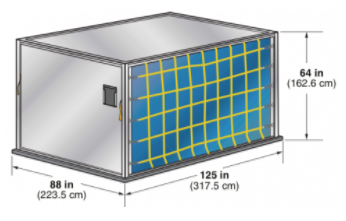 64 in
(162.6 cm)
125 in
(317.5 cm)
88 in
(223.5 cm)